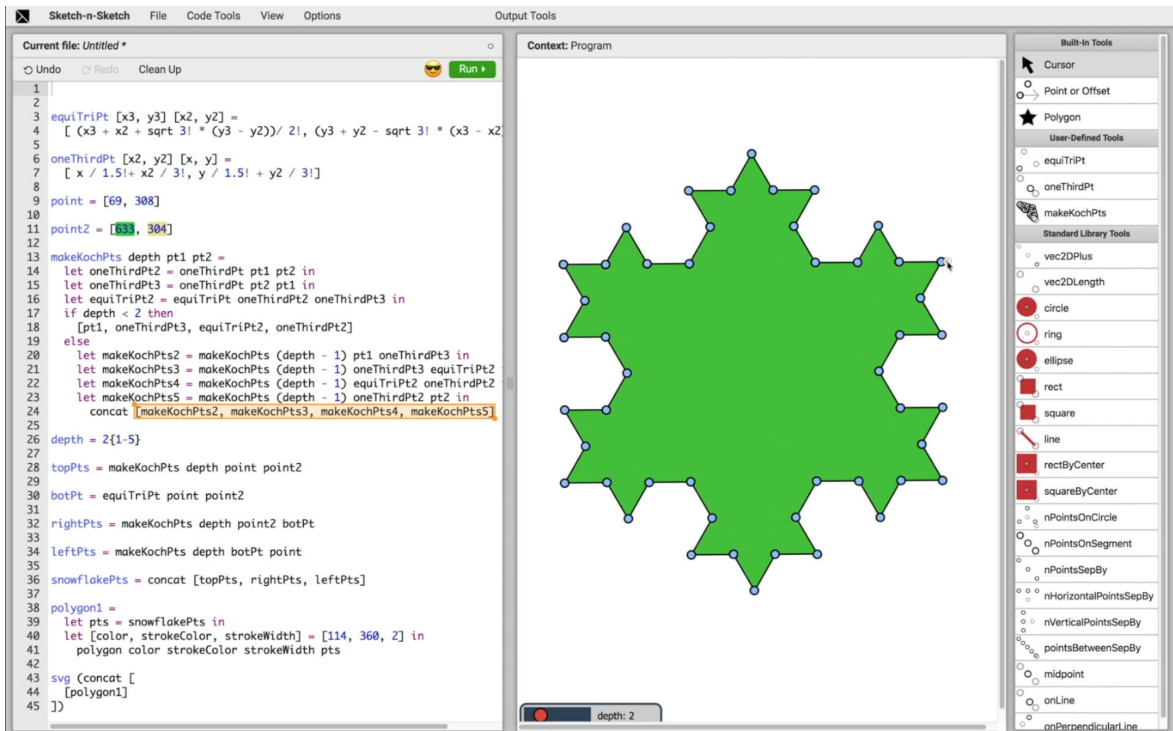 Sketch-n-Sketch File Code Tools View Options Output Tools
Current file: Untitled *
Undo Redo Clean Up Run
1
2
3 equiTriPt [x3, y3] [x2, y2] =
4 [ (x3 + x2 + sqrt 3! * (y3 - y2))/ 2!, (y3 + y2 - sqrt 3! * (x3 - x2
5
6 oneThirdPt [x2, y2] [x, y] =
7 [ x / 1.5!+ x2 / 3!, y / 1.5! + y2 / 3!]
8
9 point = [69, 308]
10
11 point2 = [633, 304]
12
13 makeKochPts depth pt1 pt2 =
14 let oneThirdPt2 = oneThirdPt pt1 pt2 in
15 let oneThirdPt3 = oneThirdPt pt2 pt1 in
16 let equiTriPt2 = equiTriPt oneThirdPt2 oneThirdPt3 in
17 if depth < 2 then
18 [pt1, oneThirdPt3, equiTriPt2, oneThirdPt2]
19 else
20 let makeKochPts2 = makeKochPts (depth - 1) pt1 oneThirdPt3 in
21 let makeKochPts3 = makeKochPts (depth - 1) oneThirdPt3 equiTriPt2
22 let makeKochPts4 = makeKochPts (depth - 1) equiTriPt2 oneThirdPt2
23 let makeKochPts5 = makeKochPts (depth - 1) oneThirdPt2 pt2 in
24 concat [makeKochPts2, makeKochPts3, makeKochPts4, makeKochPts5]
25
26 depth = 2{1-5}
27
28 topPts = makeKochPts depth point point2
29
30 botPt = equiTriPt point point2
31
32 rightPts = makeKochPts depth point2 botPt
33
34 leftPts = makeKochPts depth botPt point
35
36 snowflakePts = concat [topPts, rightPts, leftPts]
37
38 polygon1 =
39 let pts = snowflakePts in
40 let [color, strokeColor, strokeWidth] = [114, 360, 2] in
41 polygon color strokeColor strokeWidth pts
42
43 svg (concat [
44 [polygon1]
45 ])
Context: Program
depth: 2
Built-In Tools
Cursor
Point or Offset
Polygon
User-Defined Tools
equiTriPt
oneThirdPt
makeKochPts
Standard Library Tools
vec2DPlus
vec2DLength
circle
ring
ellipse
rect
square
line
rectByCenter
squareByCenter
nPointsOnCircle
nPointsOnSegment
nPointsSepBy
nHorizontalPointsSepBy
nVerticalPointsSepBy
pointsBetweenSepBy
midpoint
onLine
onPerpendicularLine